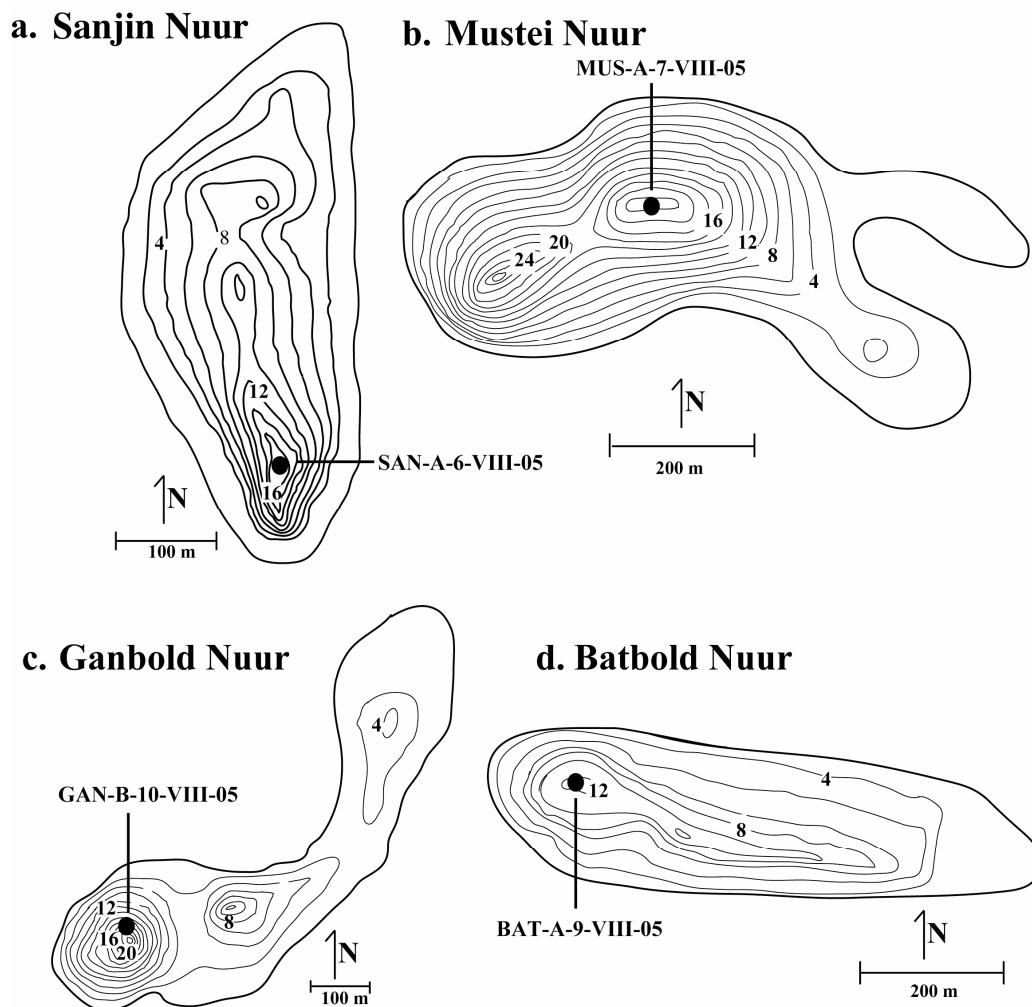 a. Sanjin Nuur
4
8
12
16
SAN-A-6-VIII-05
N
100 m
b. Mustei Nuur
MUS-A-7-VIII-05
16
20
12
24
8
4
N
200 m
c. Ganbold Nuur
4
GAN-B-10-VIII-05
12
8
16
20
N
100 m
d. Batbold Nuur
4
12
8
BAT-A-9-VIII-05
N
200 m